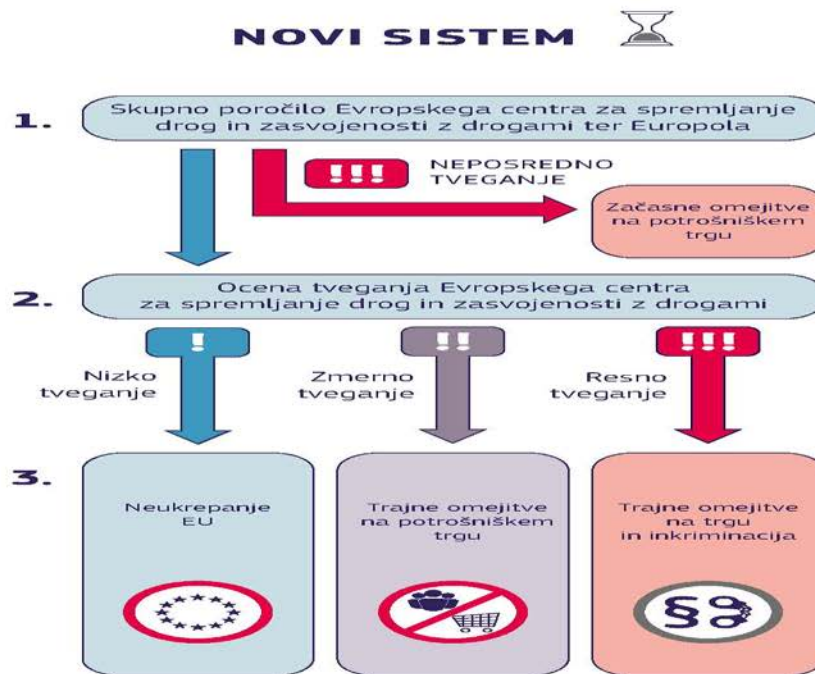 NOVI SISTEM
1.
Skupno poročilo Evropskega centra za spremljanje
drog in zasvojenosti z drogami ter Europola
!!!
NEPOSREDNO
TVEGANJE
Začasne omejitve
na potrošniškem
trgu
2.
Ocena tveganja Evropskega centra
za spremljanje drog in zasvojenosti z drogami
!
Nizko
tveganje
!!
Zmerno
tveganje
!!!
Resno
tveganje
3.
Neukrepanje
EU
Trajne omejitve
na potrošniškem
trgu
Trajne omejitve
na trgu
in inkriminacija
§